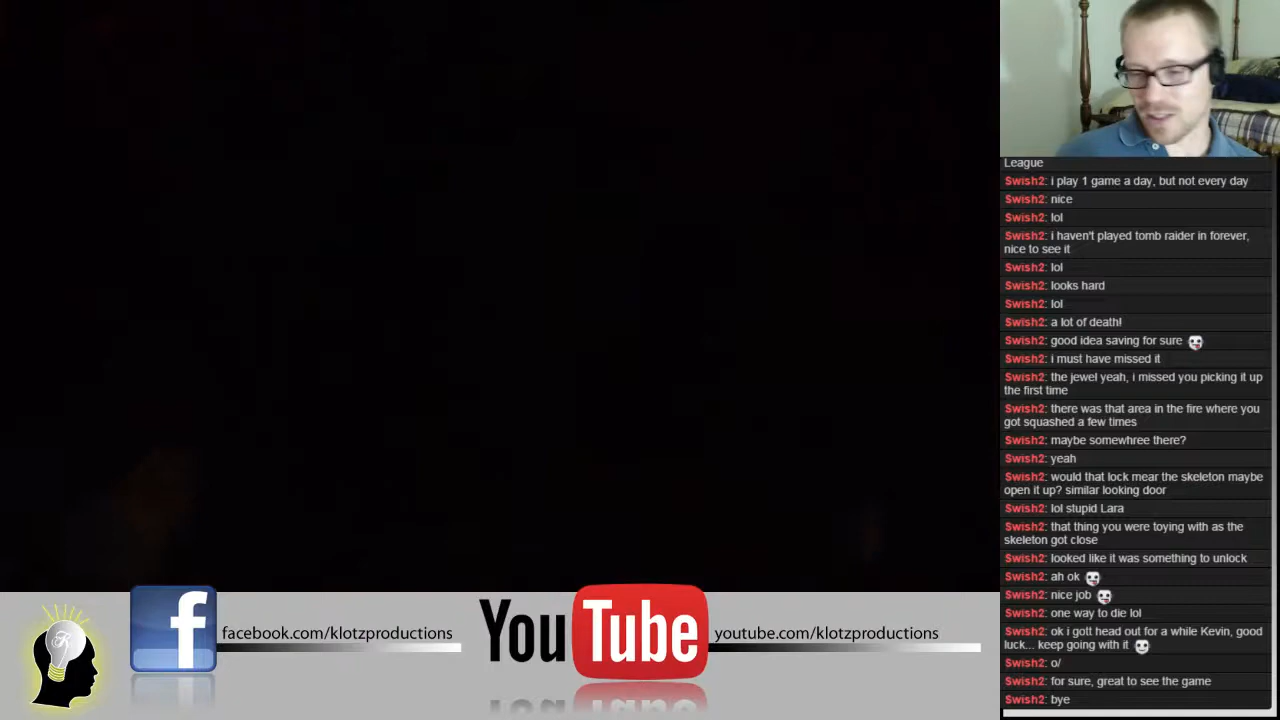 League
Swish2: i play 1 game a day, but not every day
Swish2: nice
Swish2: lol
Swish2: i haven't played tomb raider in forever,
nice to see it
Swish2: lol
Swish2: looks hard
Swish2: lol
Swish2: a lot of death!
Swish2: good idea saving for sure
Swish2: i must have missed it
Swish2: the jewel yeah, i missed you picking it up
the first time
Swish2: there was that area in the fire where you
got squashed a few times
Swish2: maybe somewhree there?
Swish2: yeah
Swish2: would that lock mear the skeleton maybe
open it up? similar looking door
Swish2: lol stupid Lara
Swish2: that thing you were toying with as the
skeleton got close
Swish2: looked like it was something to unlock
Swish2: ah ok
Swish2: nice job
Swish2: one way to die lol
Swish2: ok i gott head out for a while Kevin, good
luck... keep going with it
Swish2: o/
Swish2: for sure, great to see the game
Swish2: bye
f facebook.com/klotzproductions
YouTube youtube.com/klotzproductions